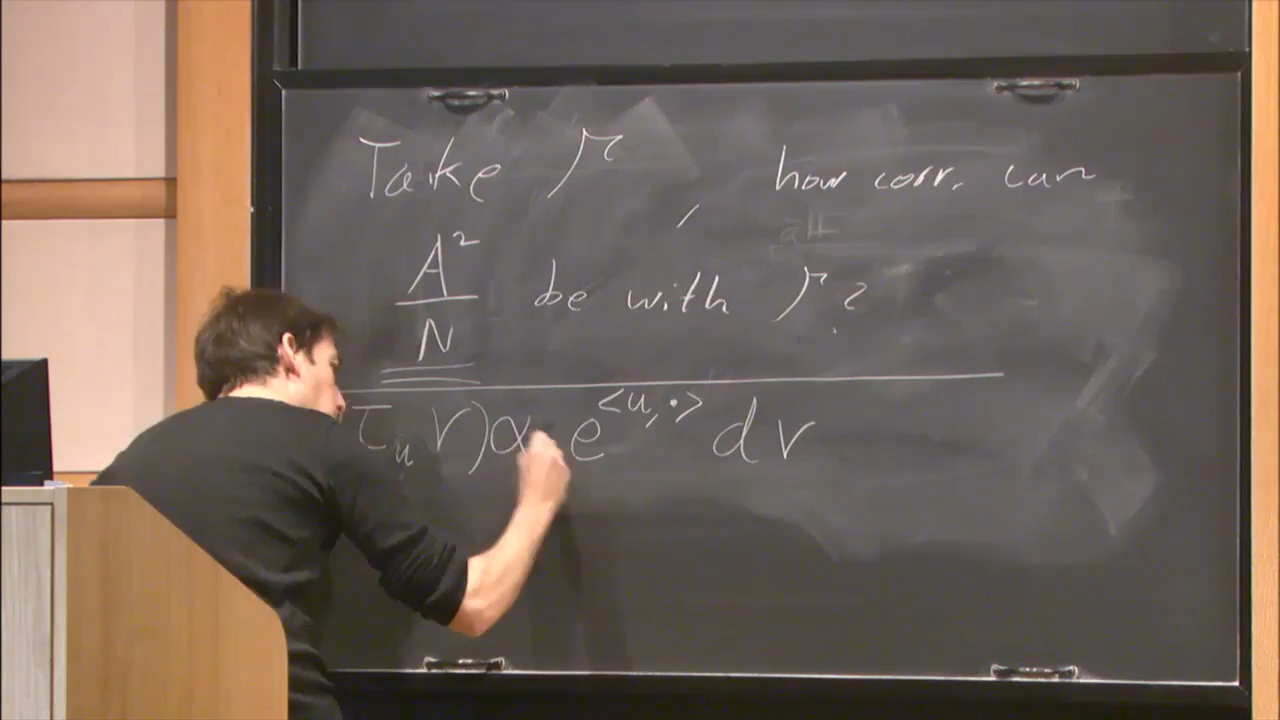 Take Γ, how corr. can
A²
N
be with Γ?
τ_u ν) ∝ e^{<u,·>} dν